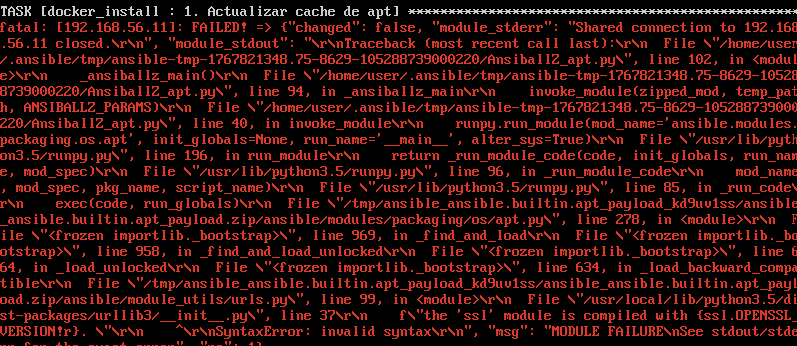 TASK [docker_install : 1. Actualizar cache de apt] ****************************************************
fatal: [192.168.56.11]: FAILED! => {"changed": false, "module_stderr": "Shared connection to 192.168
.56.11 closed.\r\n", "module_stdout": "\r\nTraceback (most recent call last):\r\n  File \"/home/user
/.ansible/tmp/ansible-tmp-1767821348.75-8629-105288739000220/AnsiballZ_apt.py\", line 102, in <modul
e>\r\n    _ansiballz_main()\r\n  File \"/home/user/.ansible/tmp/ansible-tmp-1767821348.75-8629-10528
8739000220/AnsiballZ_apt.py\", line 94, in _ansiballz_main\r\n    invoke_module(zipped_mod, temp_pat
h, ANSIBALLZ_PARAMS)\r\n  File \"/home/user/.ansible/tmp/ansible-tmp-1767821348.75-8629-105288739000
220/AnsiballZ_apt.py\", line 40, in invoke_module\r\n    runpy.run_module(mod_name='ansible.modules.
packaging.os.apt', init_globals=None, run_name='__main__', alter_sys=True)\r\n  File \"/usr/lib/pyth
on3.5/runpy.py\", line 196, in run_module\r\n    return _run_module_code(code, init_globals, run_nam
e, mod_spec)\r\n  File \"/usr/lib/python3.5/runpy.py\", line 96, in _run_module_code\r\n    mod_name
, mod_spec, pkg_name, script_name)\r\n  File \"/usr/lib/python3.5/runpy.py\", line 85, in _run_code\
r\n    exec(code, run_globals)\r\n  File \"/tmp/ansible_ansible.builtin.apt_payload_kd9uv1ss/ansible
_ansible.builtin.apt_payload.zip/ansible/modules/packaging/os/apt.py\", line 278, in <module>\r\n  F
ile \"<frozen importlib._bootstrap>\", line 969, in _find_and_load\r\n  File \"<frozen importlib._bo
otstrap>\", line 958, in _find_and_load_unlocked\r\n  File \"<frozen importlib._bootstrap>\", line 6
64, in _load_unlocked\r\n  File \"<frozen importlib._bootstrap>\", line 634, in _load_backward_compa
tible\r\n  File \"/tmp/ansible_ansible.builtin.apt_payload_kd9uv1ss/ansible_ansible.builtin.apt_payl
oad.zip/ansible/module_utils/urls.py\", line 99, in <module>\r\n  File \"/usr/local/lib/python3.5/di
st-packages/urllib3/__init__.py\", line 37\r\n    f\"the 'ssl' module is compiled with {ssl.OPENSSL_
VERSION!r}. \"\r\n    ^\r\nSyntaxError: invalid syntax\r\n", "msg": "MODULE FAILURE\nSee stdout/stde
rr for the exact error", "rc": 1}